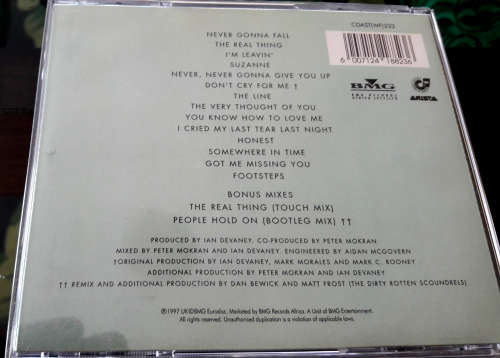 NEVER GONNA FALL
THE REAL THING
I'M LEAVIN'
SUZANNE
NEVER, NEVER GONNA GIVE YOU UP
DON'T CRY FOR ME †
THE LINE
THE VERY THOUGHT OF YOU
YOU KNOW HOW TO LOVE ME
I CRIED MY LAST TEAR LAST NIGHT
HONEST
SOMEWHERE IN TIME
GOT ME MISSING YOU
FOOTSTEPS
BONUS MIXES
THE REAL THING (TOUCH MIX)
PEOPLE HOLD ON (BOOTLEG MIX) ††
PRODUCED BY IAN DEVANEY, CO-PRODUCED BY PETER MOKRAN
MIXED BY PETER MOKRAN AND IAN DEVANEY, ENGINEERED BY AIDAN MCGOVERN
†ORIGINAL PRODUCTION BY IAN DEVANEY, MARK MORALES AND MARK C. ROONEY
ADDITIONAL PRODUCTION BY PETER MOKRAN AND IAN DEVANEY
†† REMIX AND ADDITIONAL PRODUCTION BY DAN BEWICK AND MATT FROST (THE DIRTY ROTTEN SCOUNDRELS)
℗1997 UK/BMG Eurodisc. Marketed by BMG Records Africa. A Unit of BMG Entertainment.
All rights reserved. Unauthorised duplication is a violation of applicable laws.
6 007124 188236
BMG
ARISTA